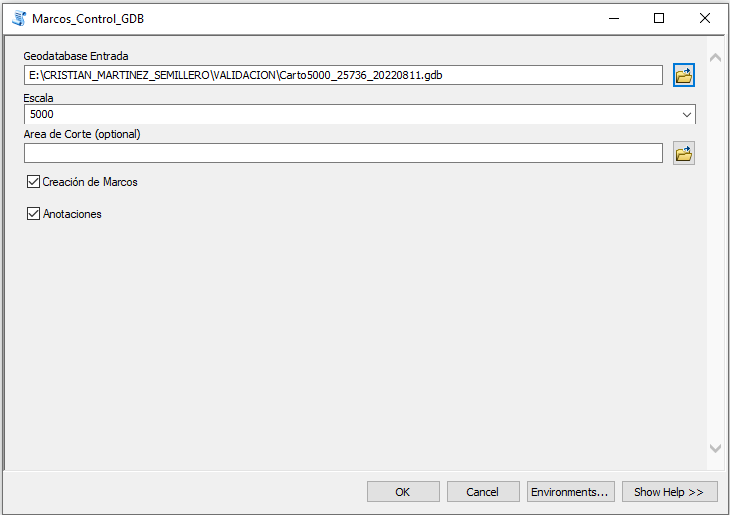 Marcos_Control_GDB
Geodatabase Entrada
E:\CRISTIAN_MARTINEZ_SEMILLERO\VALIDACION\Carto5000_25736_20220811.gdb
Escala
5000
Area de Corte (optional)
Creación de Marcos
Anotaciones
OK Cancel Environments... Show Help >>